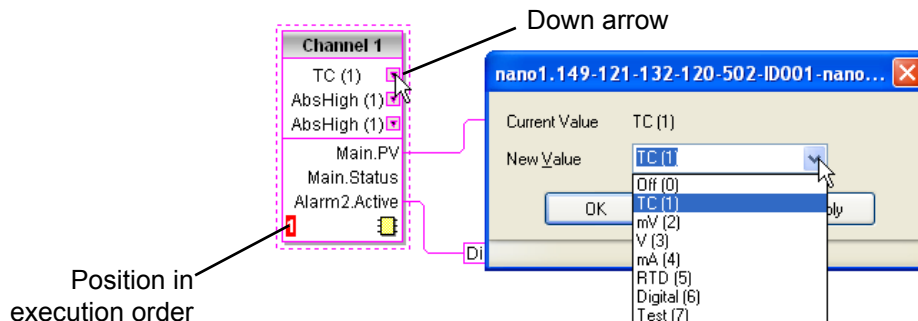 Down arrow
Channel 1
TC (1)
AbsHigh (1)
AbsHigh (1)
Main.PV
Main.Status
Alarm2.Active
1
Di
Position in
execution order
nano1.149-121-132-120-502-ID001-nano...
Current Value TC (1)
New Value TC (1)
Off (0)
TC (1)
mV (2)
V (3)
mA (4)
RTD (5)
Digital (6)
Test (7)
OK